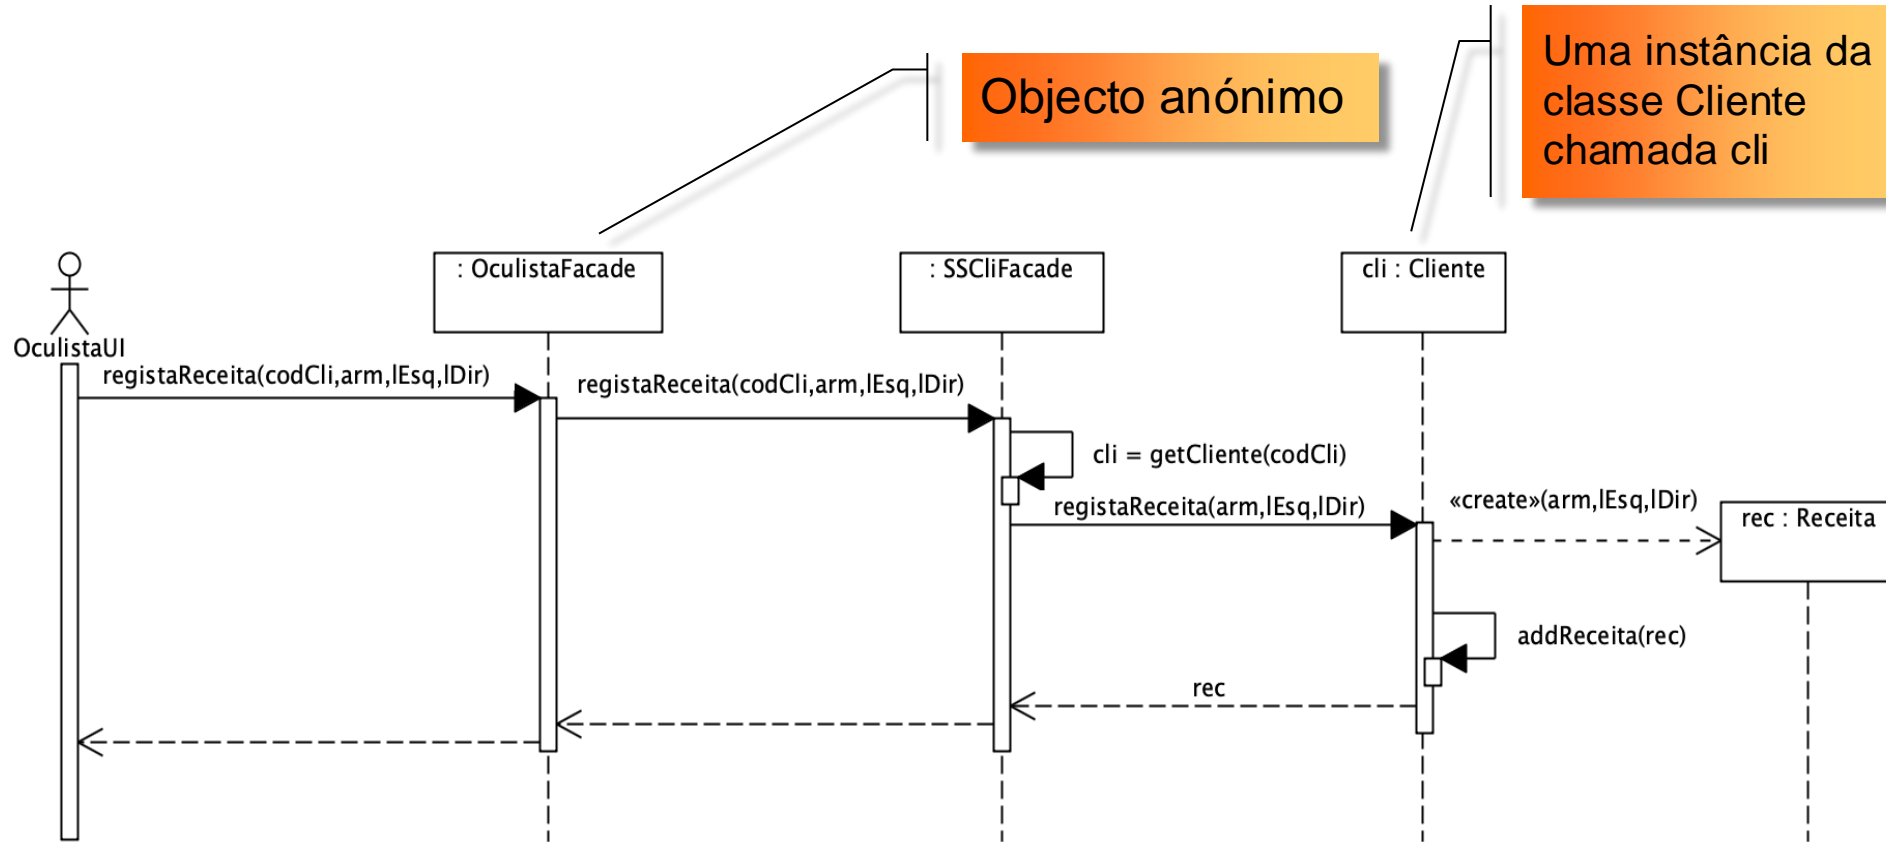 Objecto anónimo
Uma instância da
classe Cliente
chamada cli
: OculistaFacade
: SSCliFacade
cli : Cliente
OculistaUI
registaReceita(codCli,arm,lEsq,lDir)
registaReceita(codCli,arm,lEsq,lDir)
cli = getCliente(codCli)
registaReceita(arm,lEsq,lDir)
«create»(arm,lEsq,lDir)
rec : Receita
addReceita(rec)
rec